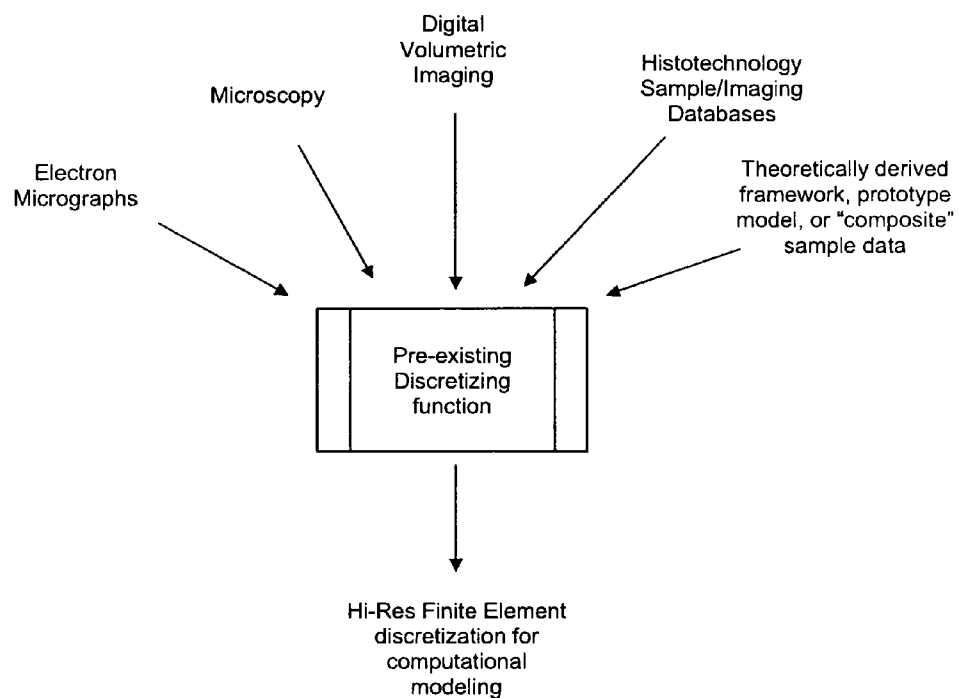 Digital
Volumetric
Imaging
Histotechnology
Sample/Imaging
Databases
Microscopy
Electron
Micrographs
Theoretically derived
framework, prototype
model, or “composite”
sample data
Pre-existing
Discretizing
function
Hi-Res Finite Element
discretization for
computational
modeling